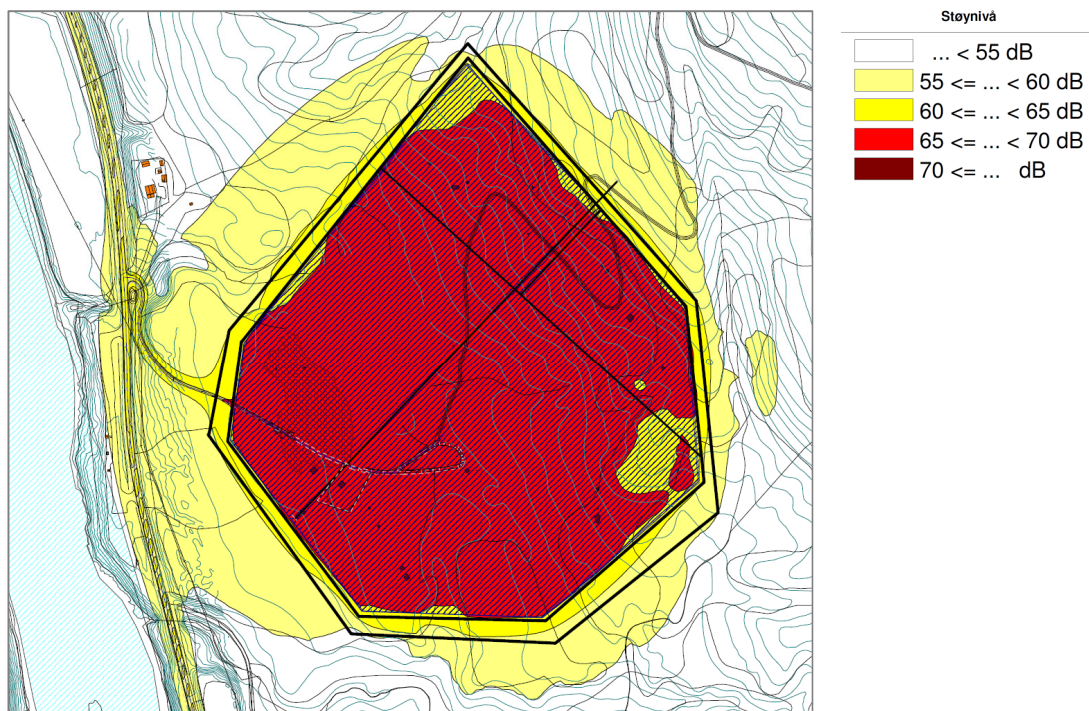 Støynivå
... < 55 dB
55 <= ... < 60 dB
60 <= ... < 65 dB
65 <= ... < 70 dB
70 <= ... dB